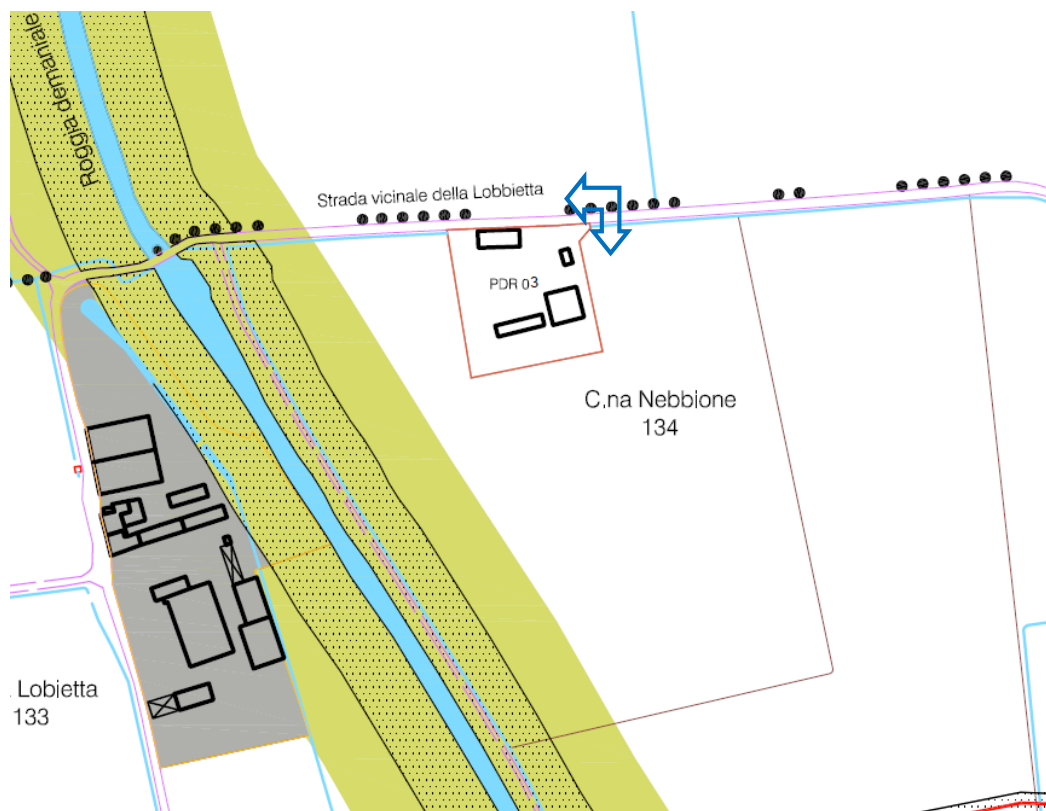 Roggia demaniale
Strada vicinale della Lobbietta
PDR 03
C.na Nebbione
134
. Lobietta
133